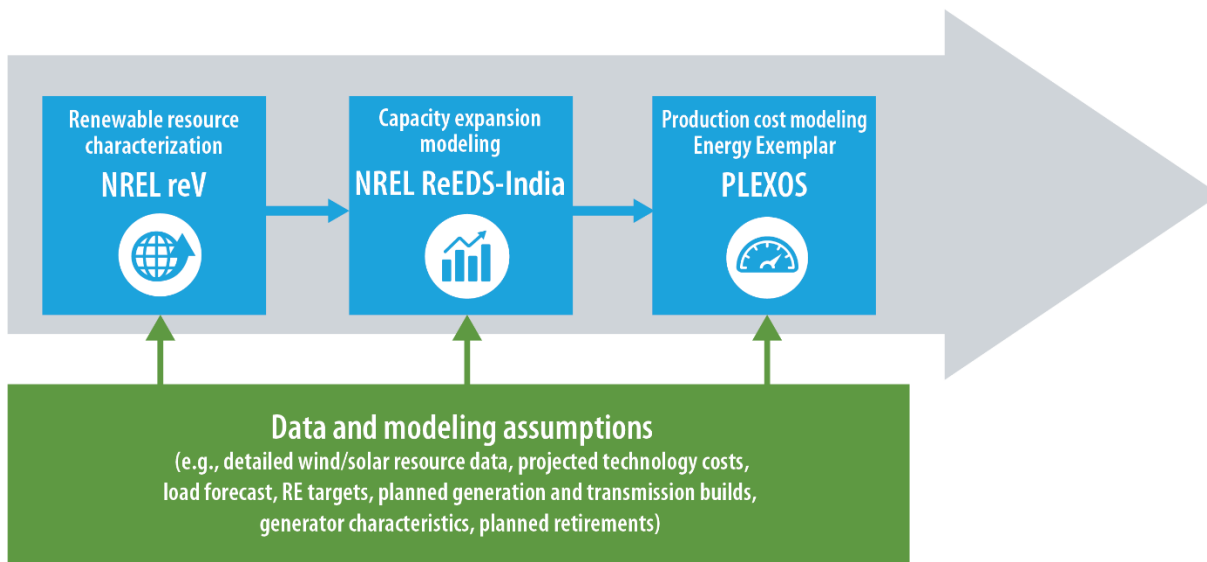 Renewable resource
characterization
NREL reV
Capacity expansion
modeling
NREL ReEDS-India
Production cost modeling
Energy Exemplar
PLEXOS
Data and modeling assumptions
(e.g., detailed wind/solar resource data, projected technology costs,
load forecast, RE targets, planned generation and transmission builds,
generator characteristics, planned retirements)